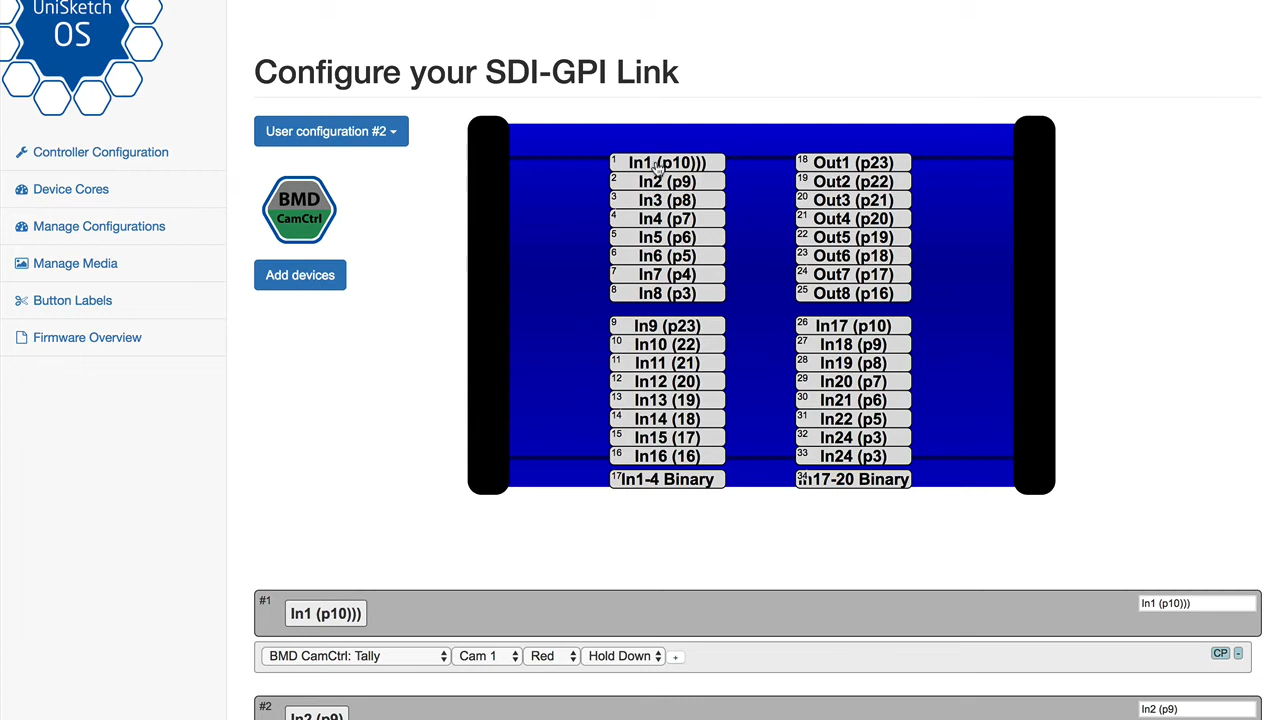 UniSketch
OS
Controller Configuration
Device Cores
Manage Configurations
Manage Media
Button Labels
Firmware Overview
Configure your SDI-GPI Link
User configuration #2
BMD
CamCtrl
Add devices
1 In1 (p10)))
2 In2 (p9)
3 In3 (p8)
4 In4 (p7)
5 In5 (p6)
6 In6 (p5)
7 In7 (p4)
8 In8 (p3)
9 In9 (p23)
10 In10 (22)
11 In11 (21)
12 In12 (20)
13 In13 (19)
14 In14 (18)
15 In15 (17)
16 In16 (16)
17 In1-4 Binary
18 Out1 (p23)
19 Out2 (p22)
20 Out3 (p21)
21 Out4 (p20)
22 Out5 (p19)
23 Out6 (p18)
24 Out7 (p17)
25 Out8 (p16)
26 In17 (p10)
27 In18 (p9)
28 In19 (p8)
29 In20 (p7)
30 In21 (p6)
31 In22 (p5)
32 In24 (p3)
33 In24 (p3)
34 In17-20 Binary
#1 In1 (p10))) In1 (p10)))
BMD CamCtrl: Tally Cam 1 Red Hold Down + CP -
#2 In2 (p9) In2 (p9)